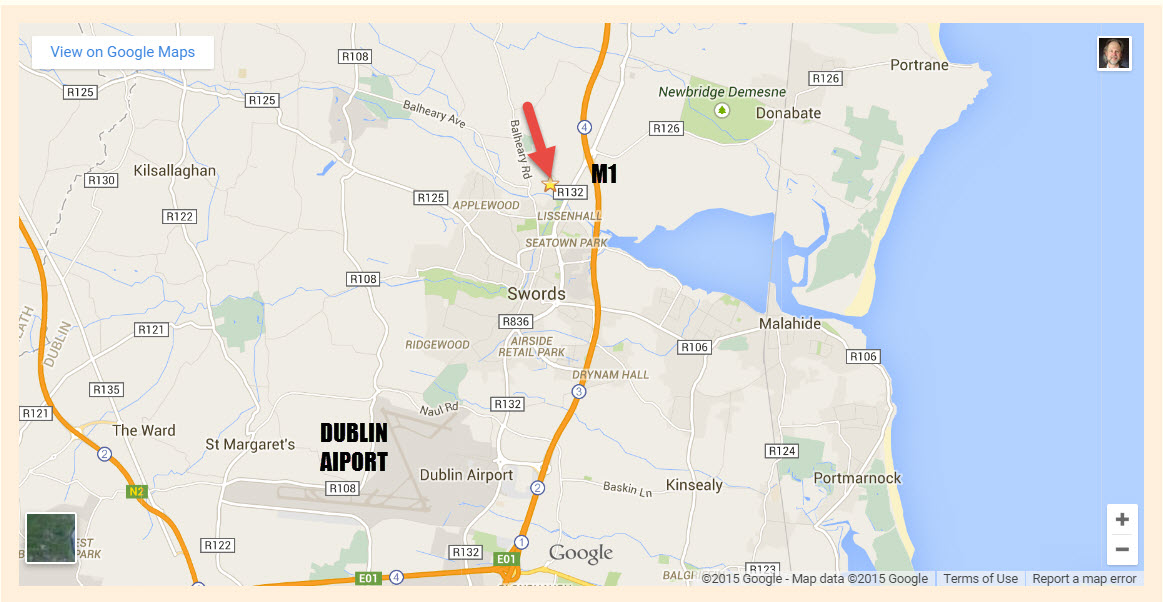 View on Google Maps
R108
Portrane
R125
R125
R126
Newbridge Demesne
Balheary Ave
Donabate
4
R126
Balheary Rd
Kilsallaghan
M1
R130
R132
R125
APPLEWOOD
R122
LISSENHALL
SEATOWN PARK
R108
Swords
R836
Malahide
R121
DUBLIN
RIDGEWOOD
AIRSIDE
RETAIL PARK
R106
R106
DRYNAM HALL
R135
3
R121
Naul Rd
R132
The Ward
DUBLIN
AIPORT
St Margaret's
2
R124
Dublin Airport
Portmarnock
R108
2
Baskin Ln
Kinsealy
N2
+
R122
1
R132
Google
E01
−
R123
E01
4
©2015 Google - Map data ©2015 Google
Terms of Use
Report a map error